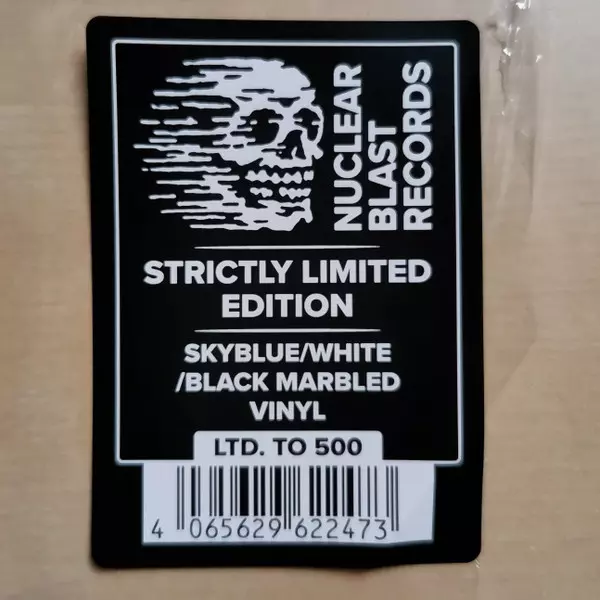 NUCLEAR
BLAST
RECORDS
STRICTLY LIMITED
EDITION
SKYBLUE/WHITE
/BLACK MARBLED
VINYL
LTD. TO 500
4 065629 622473